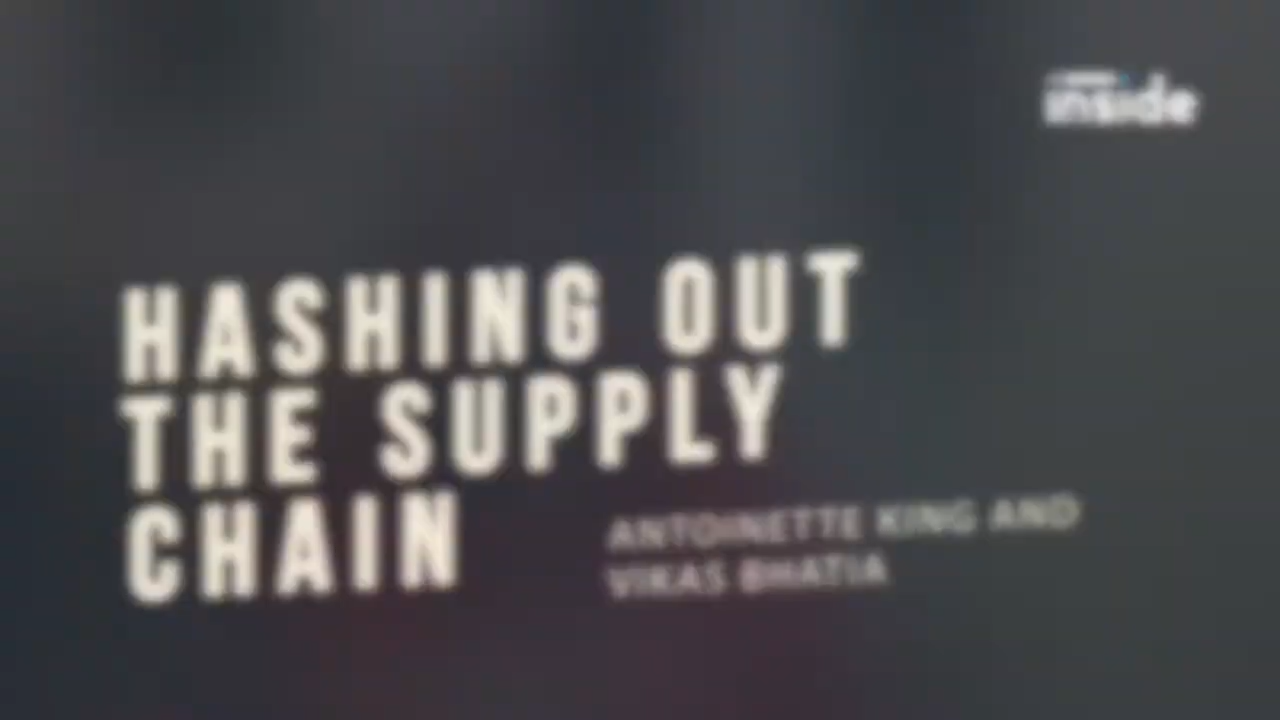 inside
HASHING OUT
THE SUPPLY
CHAIN
ANTOINETTE KING AND
VIKAS BHATIA